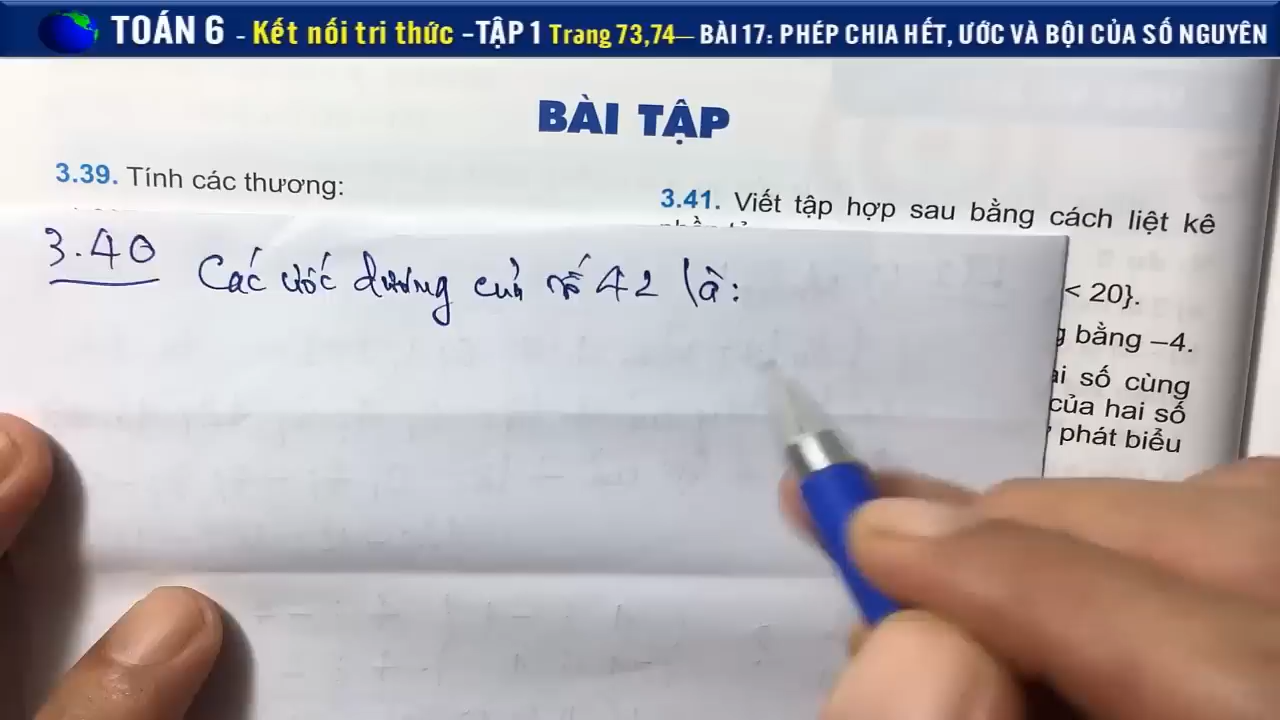 TOÁN 6 - Kết nối tri thức -TẬP 1 Trang 73,74— BÀI 17: PHÉP CHIA HẾT, ƯỚC VÀ BỘI CỦA SỐ NGUYÊN
BÀI TẬP
3.39. Tính các thương:
3.40 Các ước dương của số 42 là:
3.41. Viết tập hợp sau bằng cách liệt kê
< 20}.
bằng –4.
số cùng
của hai số
phát biểu